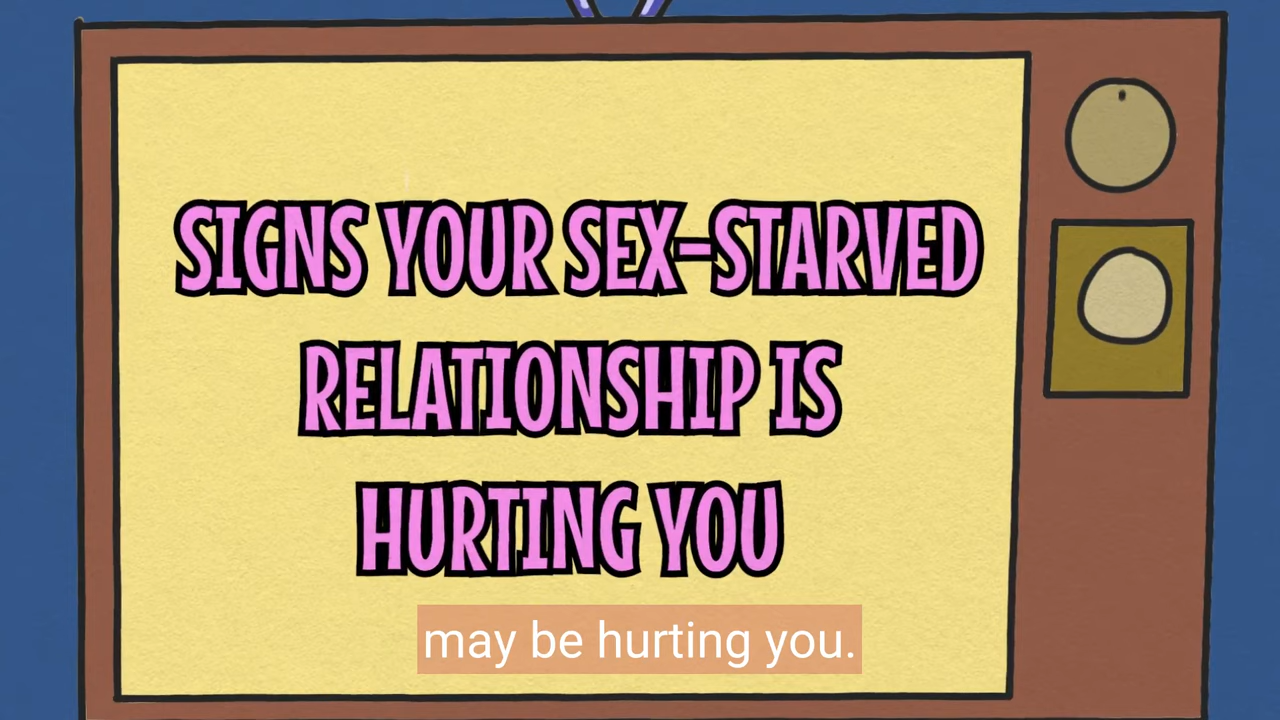 SIGNS YOUR SEX-STARVED
RELATIONSHIP IS
HURTING YOU
may be hurting you.